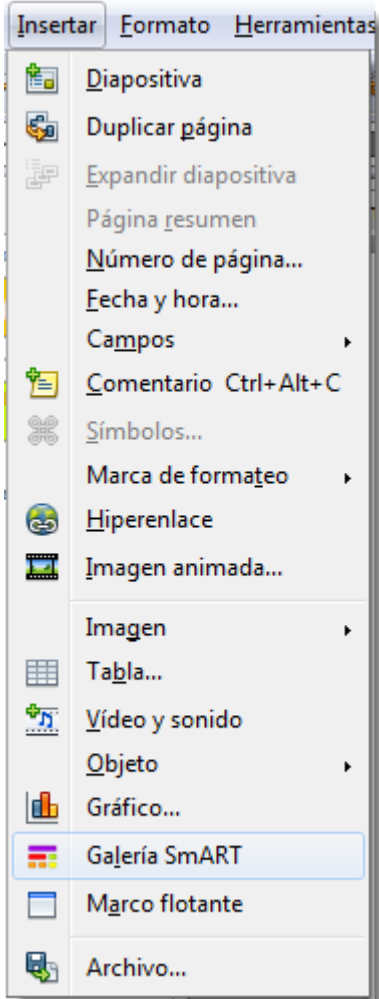 Insertar Formato Herramientas
Diapositiva
Duplicar página
Expandir diapositiva
Página resumen
Número de página...
Fecha y hora...
Campos
Comentario Ctrl+Alt+C
Símbolos...
Marca de formateo
Hiperenlace
Imagen animada...
Imagen
Tabla...
Vídeo y sonido
Objeto
Gráfico...
Galería SmART
Marco flotante
Archivo...